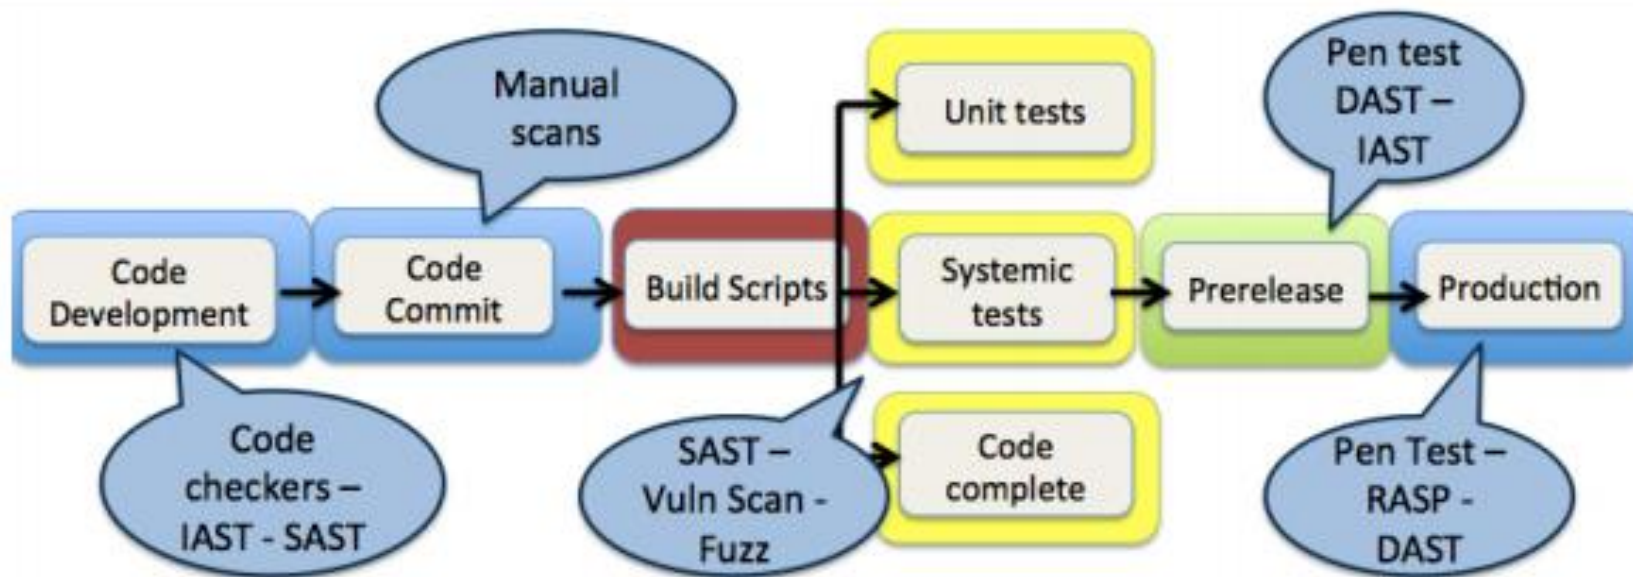 Manual
scans
Unit tests
Pen test
DAST –
IAST
Code
Development
Code
Commit
Build Scripts
Systemic
tests
Prerelease
Production
Code
checkers –
IAST - SAST
SAST –
Vuln Scan -
Fuzz
Code
complete
Pen Test –
RASP -
DAST